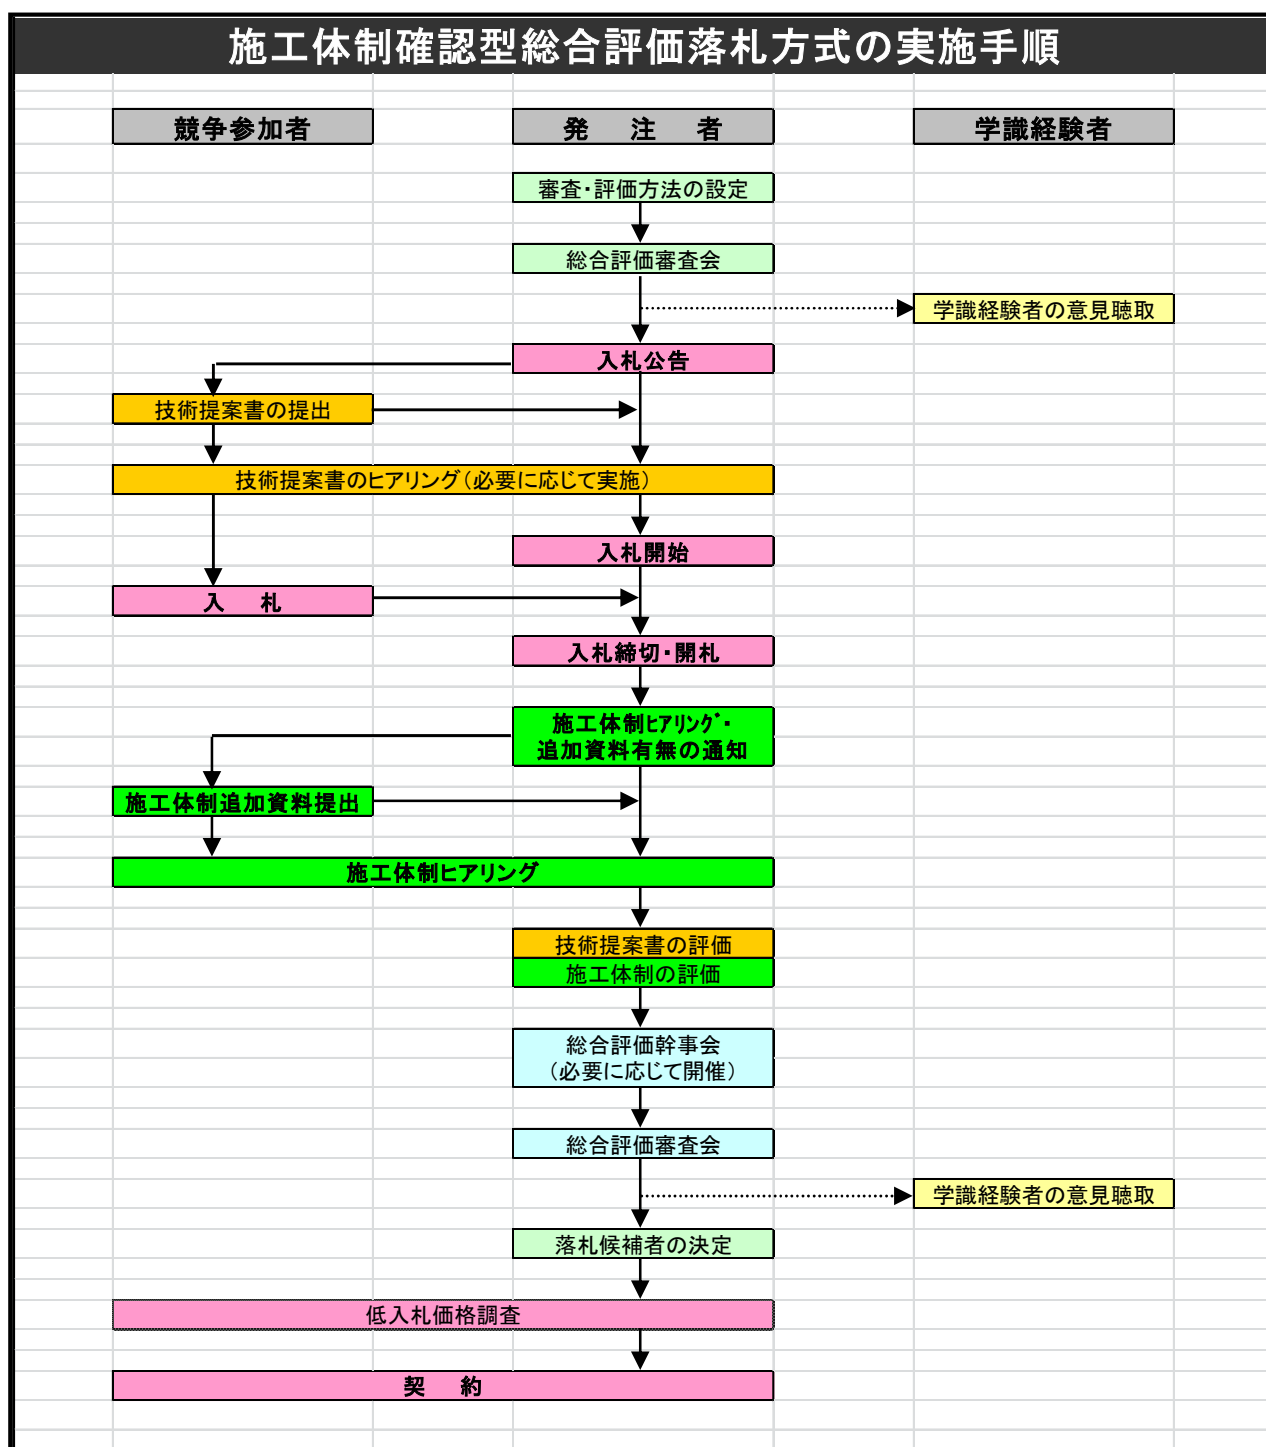 施工体制確認型総合評価落札方式の実施手順
競争参加者
発　注　者
学識経験者
審査・評価方法の設定
総合評価審査会
学識経験者の意見聴取
入札公告
技術提案書の提出
技術提案書のヒアリング（必要に応じて実施）
入札開始
入　札
入札締切・開札
施工体制ﾋｱﾘﾝｸﾞ・
追加資料有無の通知
施工体制追加資料提出
施工体制ヒアリング
技術提案書の評価
施工体制の評価
総合評価幹事会
（必要に応じて開催）
総合評価審査会
学識経験者の意見聴取
落札候補者の決定
低入札価格調査
契　約